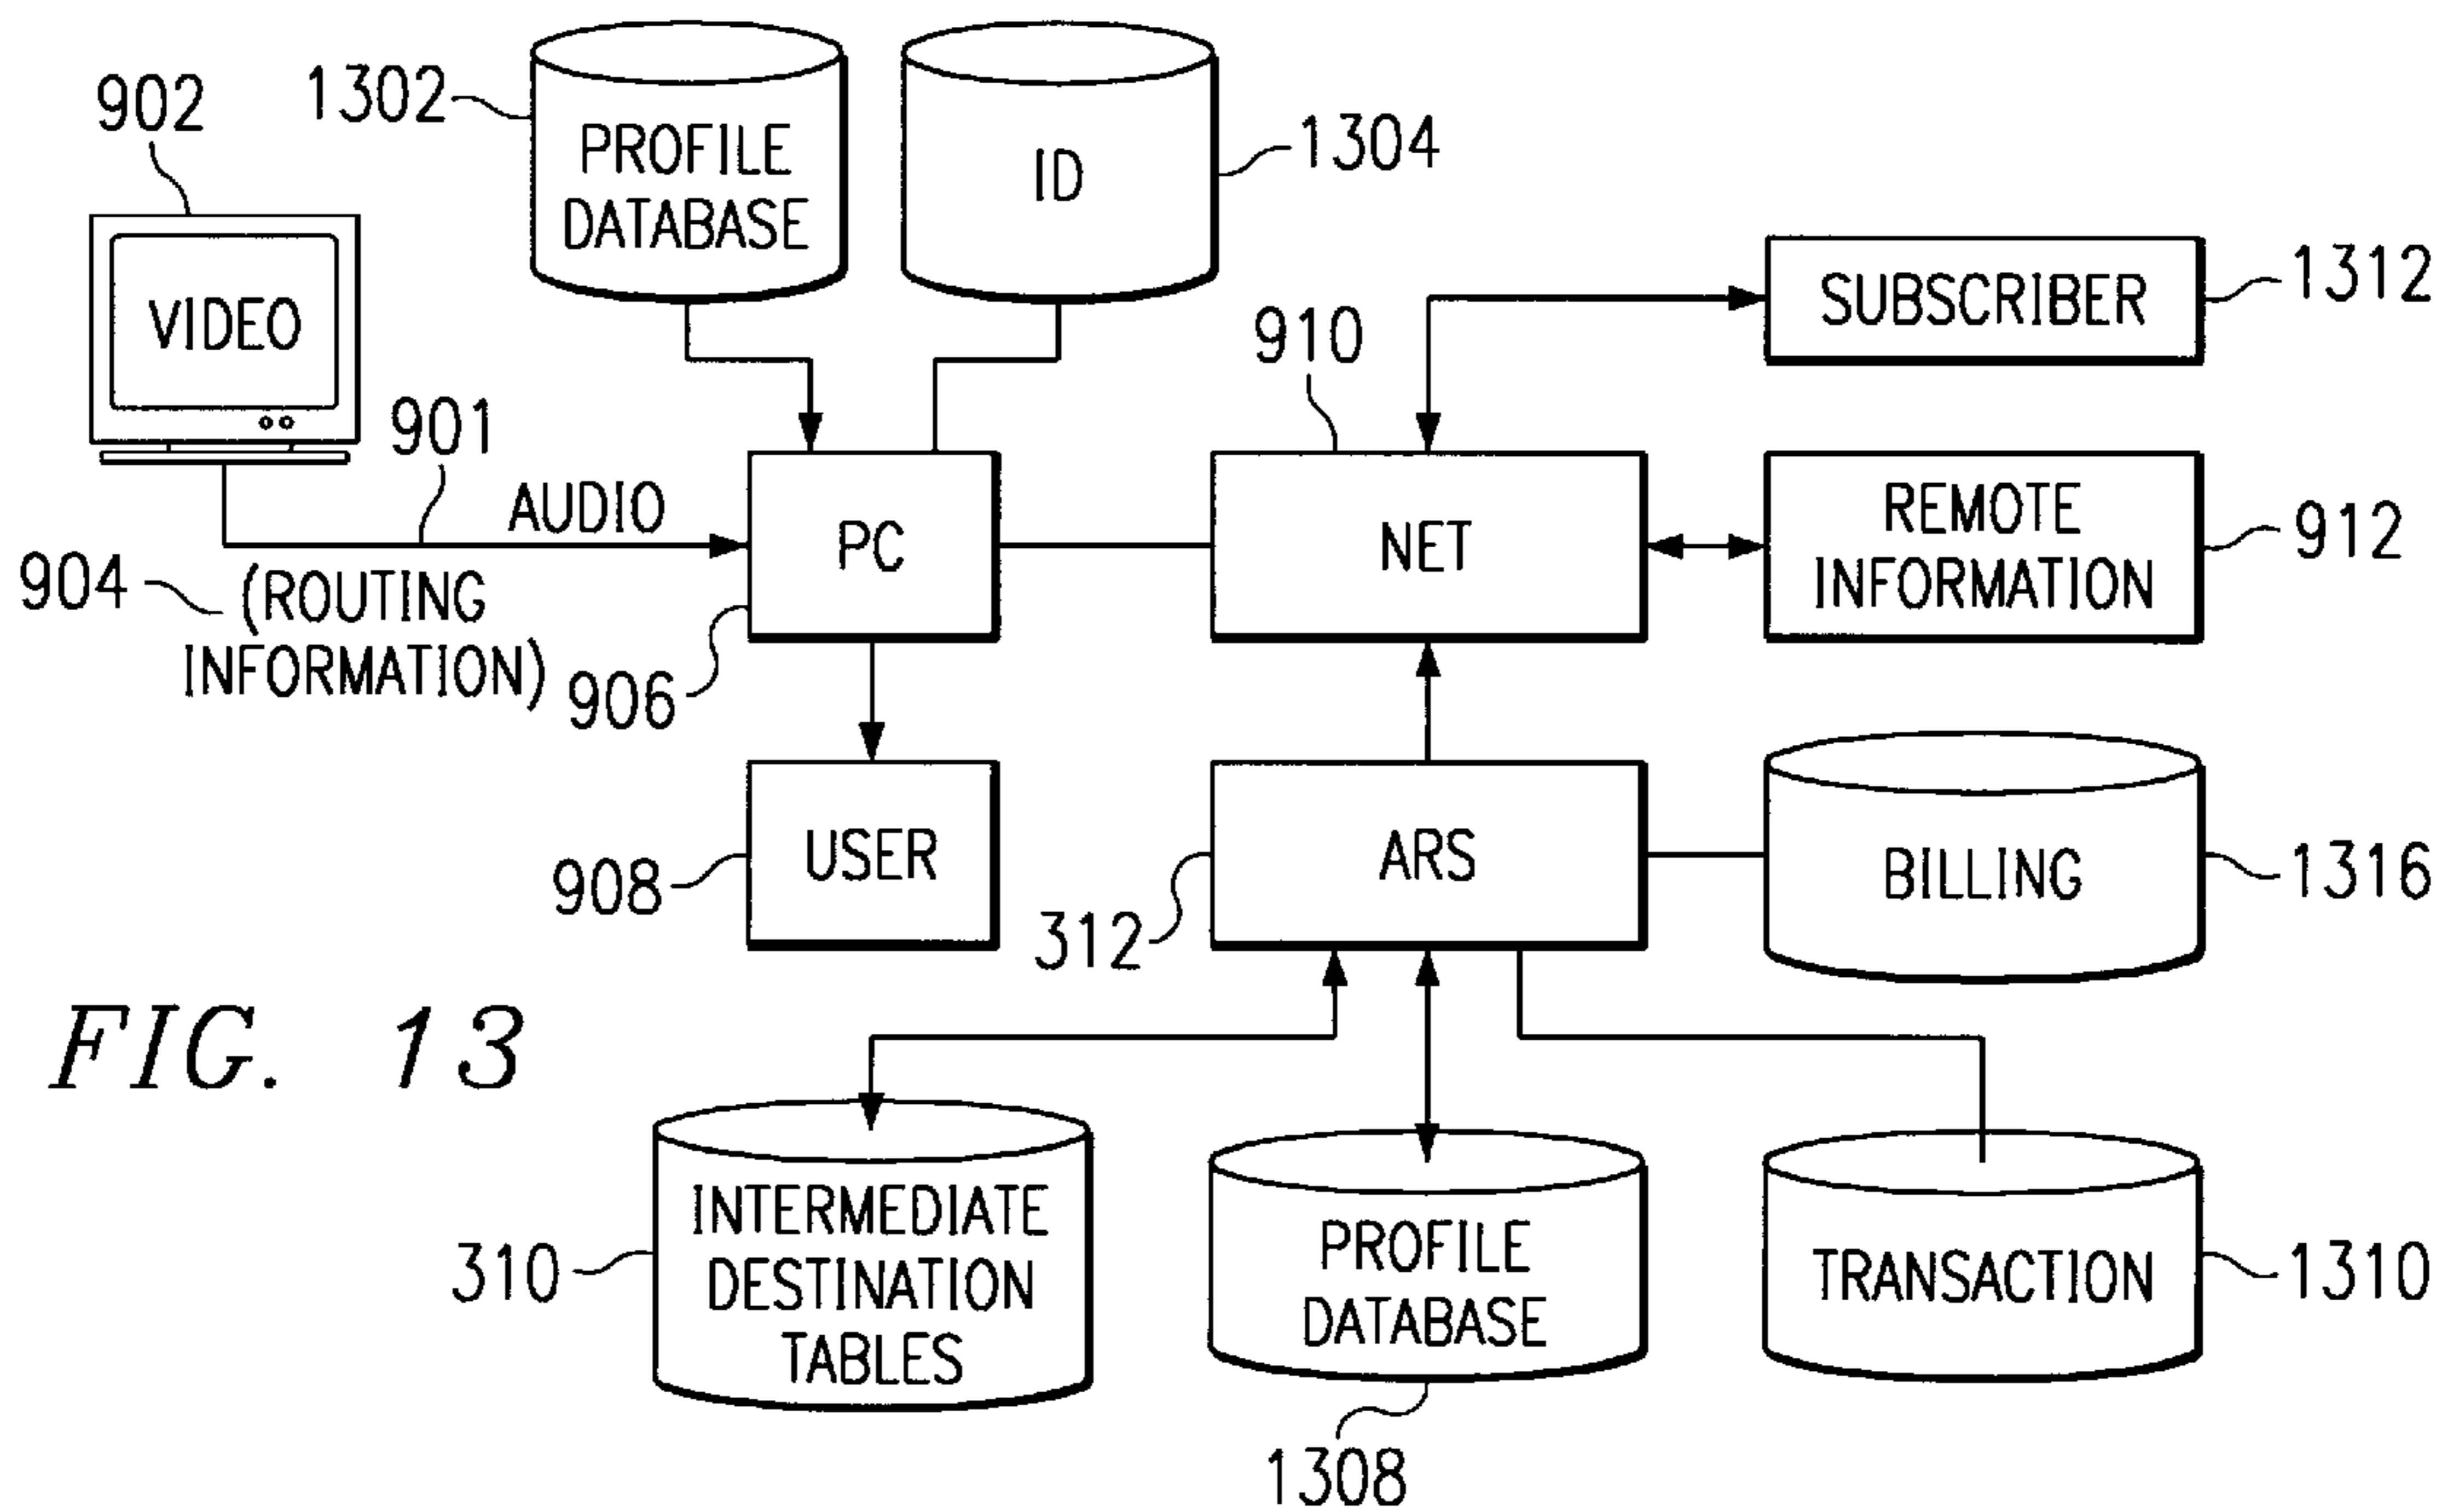 902
1302
PROFILE
DATABASE
ID
1304
VIDEO
901
AUDIO
904
(ROUTING
INFORMATION)
906
PC
910
NET
SUBSCRIBER
1312
REMOTE
INFORMATION
912
USER
908
ARS
312
BILLING
1316
FIG. 13
310
INTERMEDIATE
DESTINATION
TABLES
PROFILE
DATABASE
1308
TRANSACTION
1310